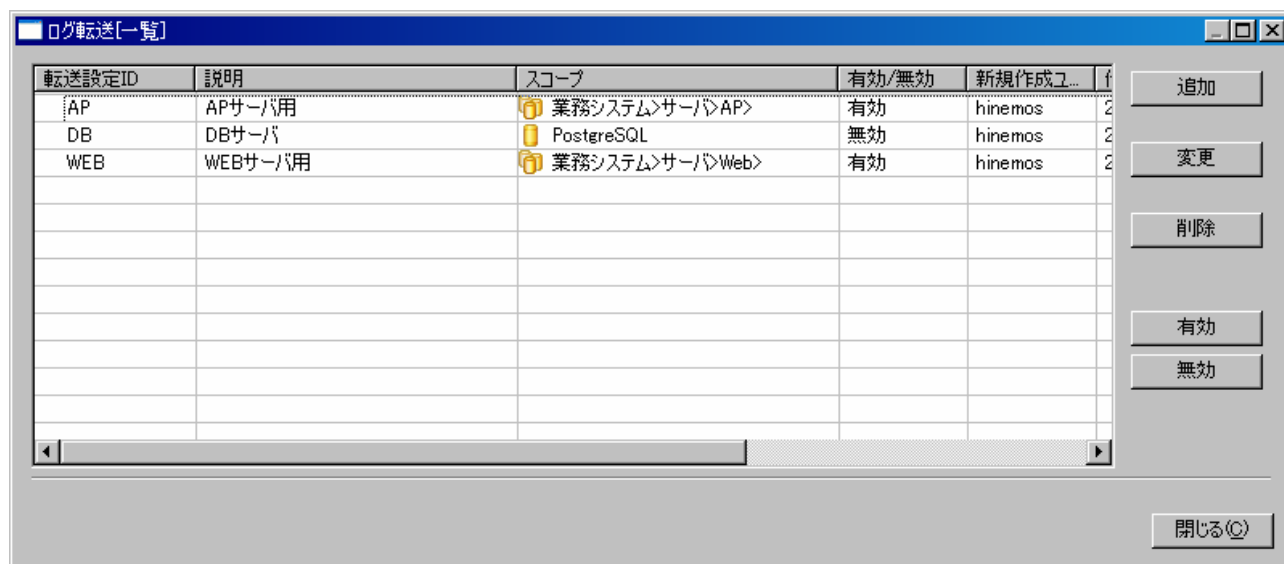 ログ転送[一覧]
転送設定ID 説明 スコープ 有効/無効 新規作成ユ...
追加
AP APサーバ用 業務システム>サーバ>AP> 有効 hinemos 2
DB DBサーバ PostgreSQL 無効 hinemos 2
WEB WEBサーバ用 業務システム>サーバ>Web> 有効 hinemos 2
変更
削除
有効
無効
閉じる(C)